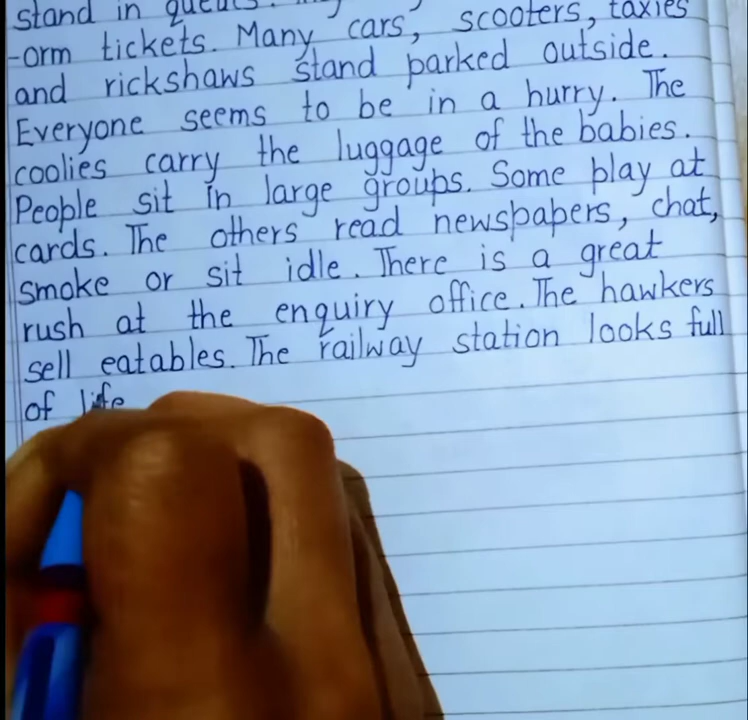 stand in queues.
-orm tickets. Many cars, scooters, taxies
and rickshaws stand parked outside.
Everyone seems to be in a hurry. The
coolies carry the luggage of the babies.
People sit in large groups. Some play at
cards. The others read newspapers, chat,
smoke or sit idle. There is a great
rush at the enquiry office. The hawkers
sell eatables. The railway station looks full
of life